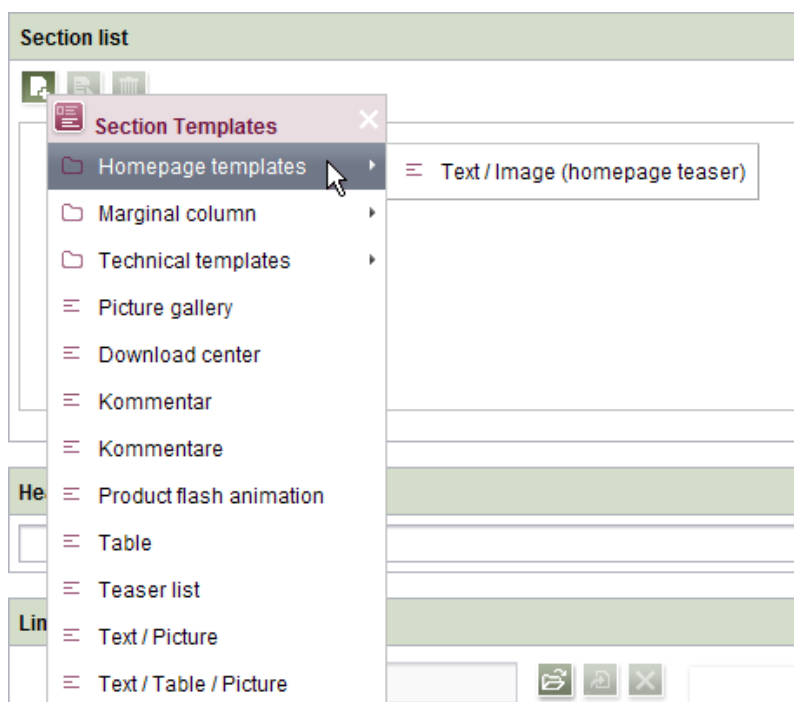 Section list
Section Templates
Homepage templates
Text / Image (homepage teaser)
Marginal column
Technical templates
Picture gallery
Download center
Kommentar
Kommentare
Product flash animation
Table
Teaser list
Text / Picture
Text / Table / Picture